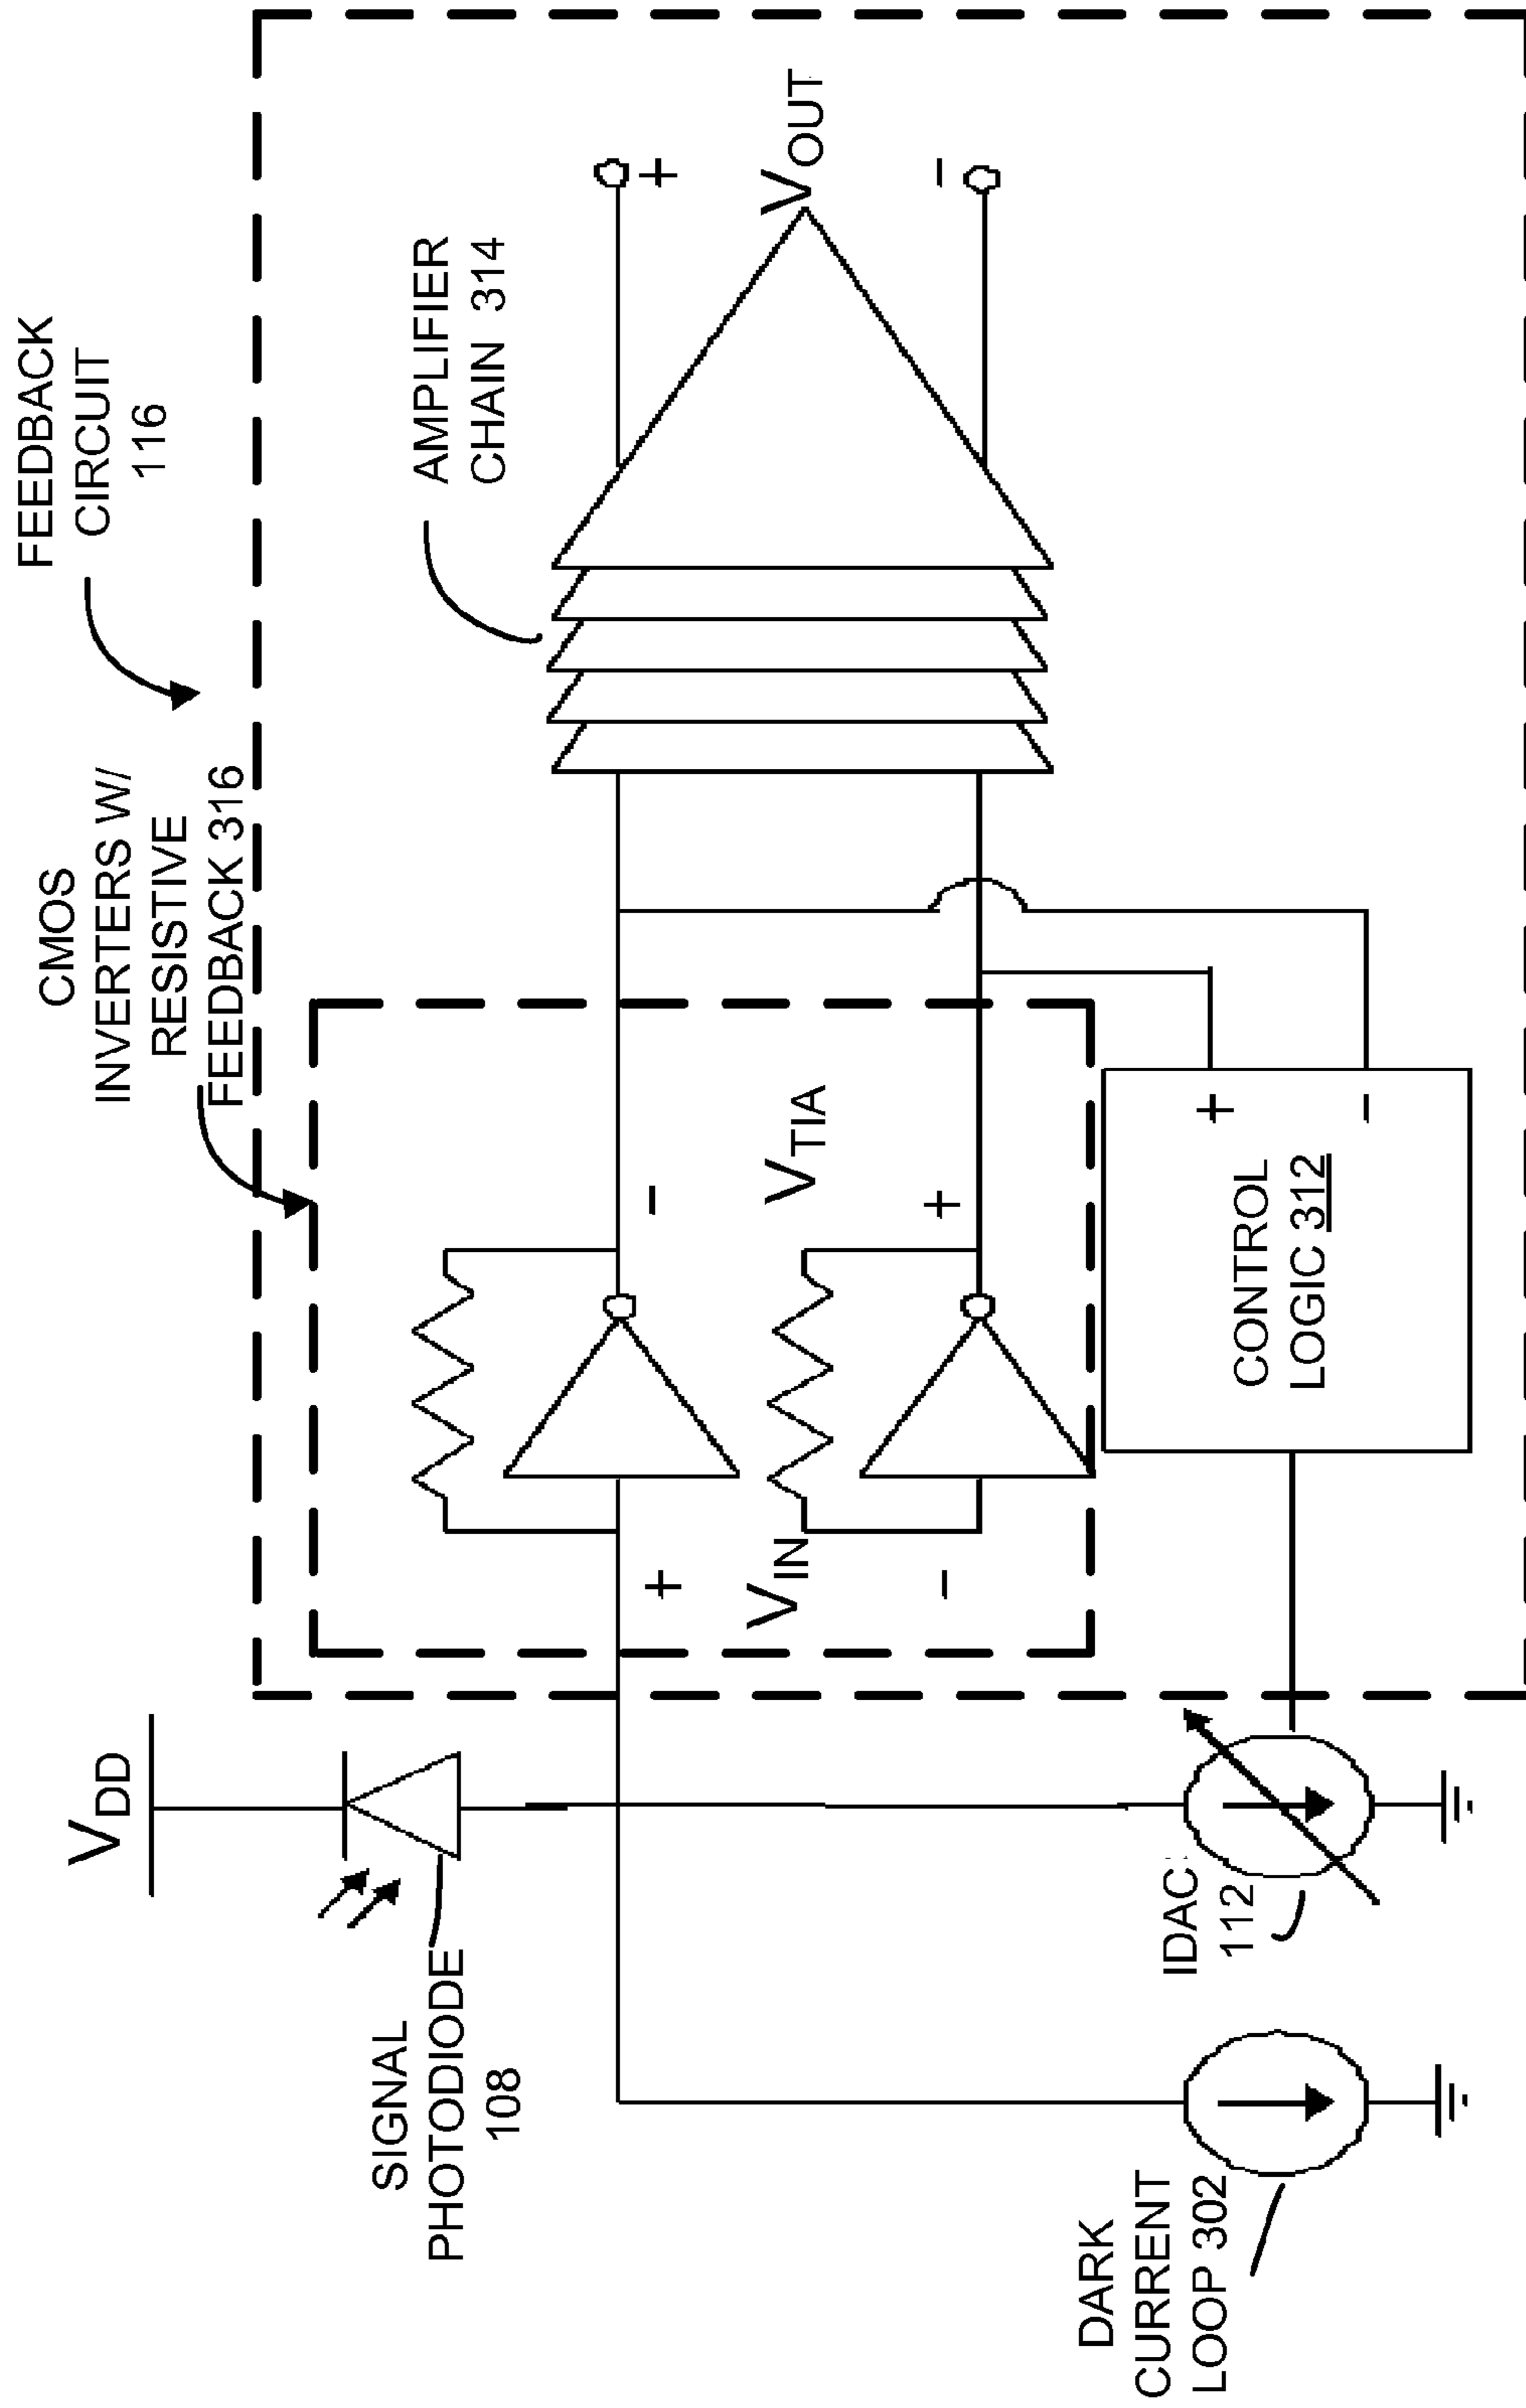 FEEDBACK
CIRCUIT
116
CMOS
INVERTERS W/
RESISTIVE
FEEDBACK 316
AMPLIFIER
CHAIN 314
VDD
SIGNAL
PHOTODIODE
108
+
VIN
-
-
VTIA
+
+
VOUT
-
CONTROL
LOGIC 312
+
-
IDAC
112
DARK
CURRENT
LOOP 302